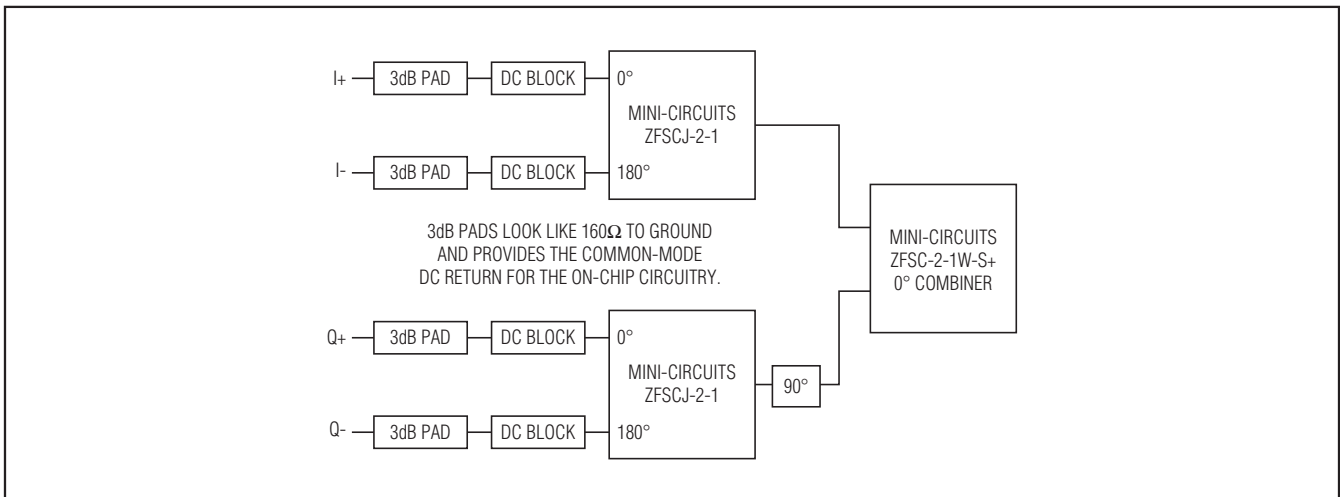 I+
3dB PAD
DC BLOCK
0°
MINI-CIRCUITS
ZFSCJ-2-1
I-
3dB PAD
DC BLOCK
180°
3dB PADS LOOK LIKE 160Ω TO GROUND
AND PROVIDES THE COMMON-MODE
DC RETURN FOR THE ON-CHIP CIRCUITRY.
MINI-CIRCUITS
ZFSC-2-1W-S+
0° COMBINER
Q+
3dB PAD
DC BLOCK
0°
MINI-CIRCUITS
ZFSCJ-2-1
90°
Q-
3dB PAD
DC BLOCK
180°